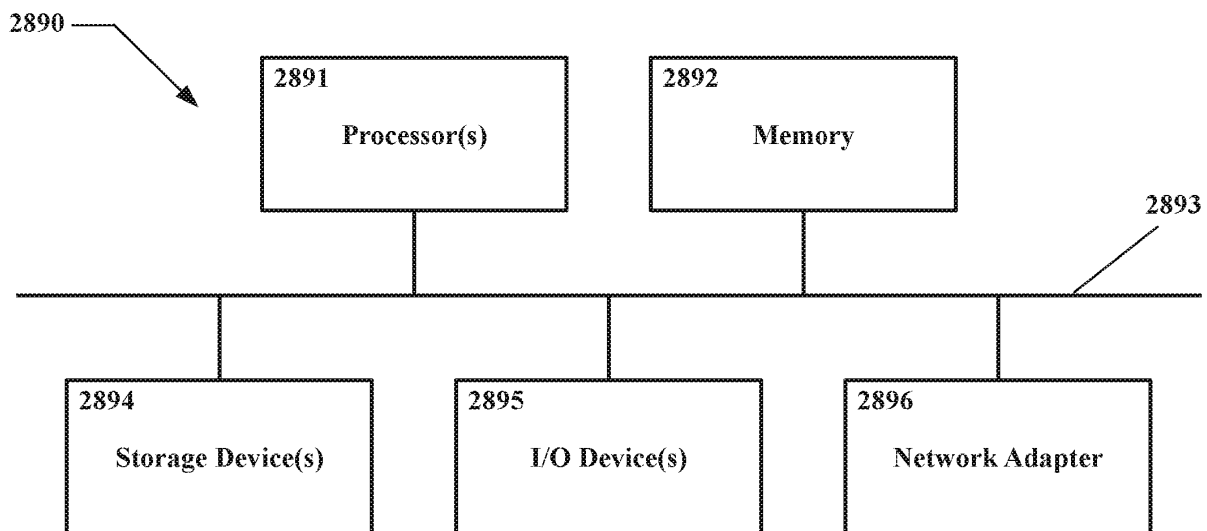 2890
2891
Processor(s)
2892
Memory
2893
2894
Storage Device(s)
2895
I/O Device(s)
2896
Network Adapter